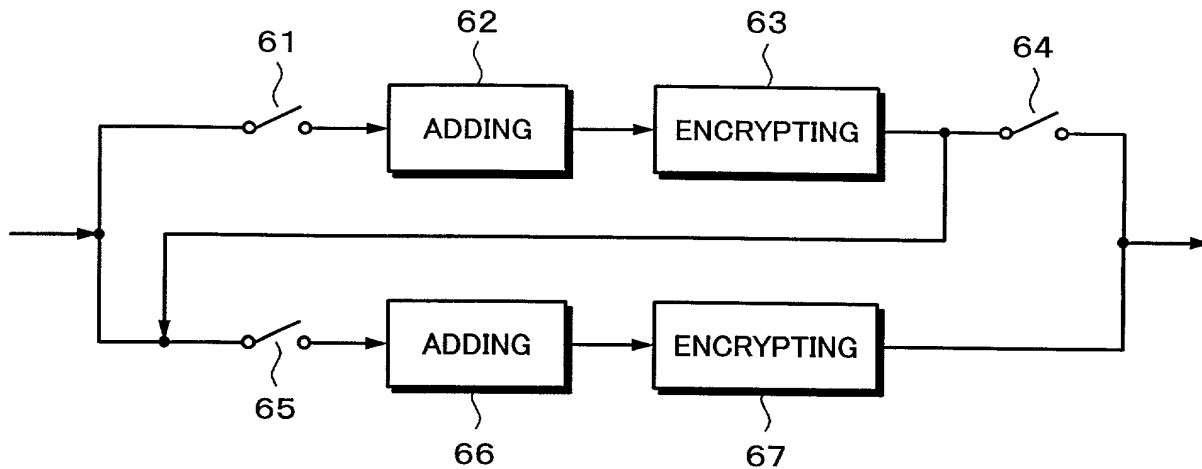 61
62
63
64
ADDING
ENCRYPTING
ADDING
ENCRYPTING
65
66
67